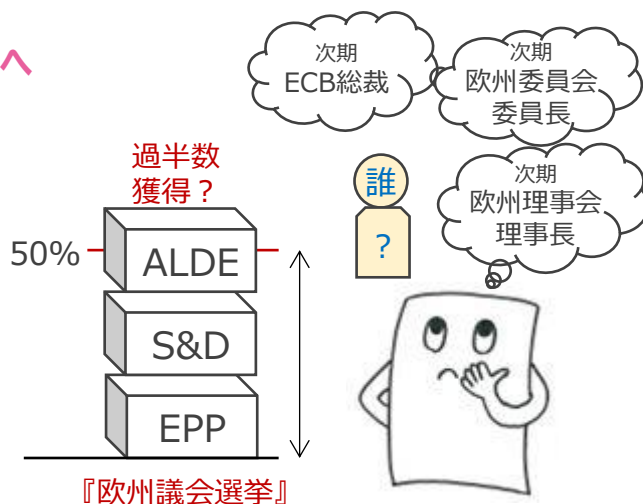 へ
次期
ECB総裁
次期
欧州委員会
委員長
次期
欧州理事会
理事長
過半数
獲得？
誰
？
50%
ALDE
S&D
EPP
『欧州議会選挙』